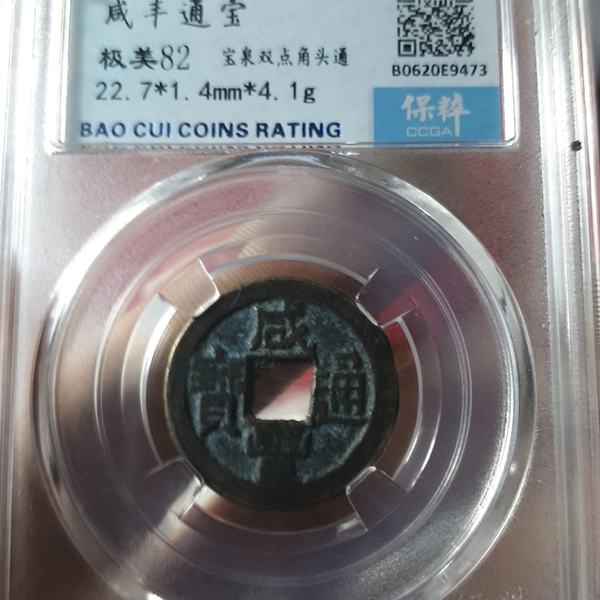 咸丰通宝
极美82 宝泉双点角头通
22.7*1.4mm*4.1g
B0620E9473
保粹
CCGA
BAO CUI COINS RATING
咸
寶 通
豐